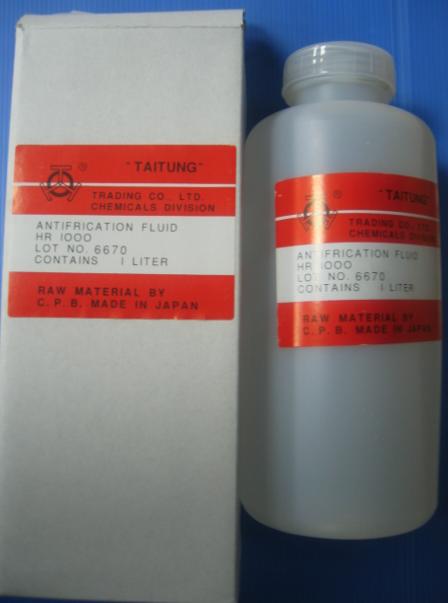 ® "TAITUNG"
TRADING CO., LTD.
CHEMICALS DIVISION
ANTIFRICATION FLUID
HR 1000
LOT NO. 6670
CONTAINS 1 LITER
RAW MATERIAL BY
C. P. B. MADE IN JAPAN
® "TAITUNG"
TRADING CO., LTD.
CHEMICALS DIVISION
ANTIFRICATION FLUID
HR 1000
LOT NO. 6670
CONTAINS 1 LITER
RAW MATERIAL BY
C. P. B. MADE IN JAPAN